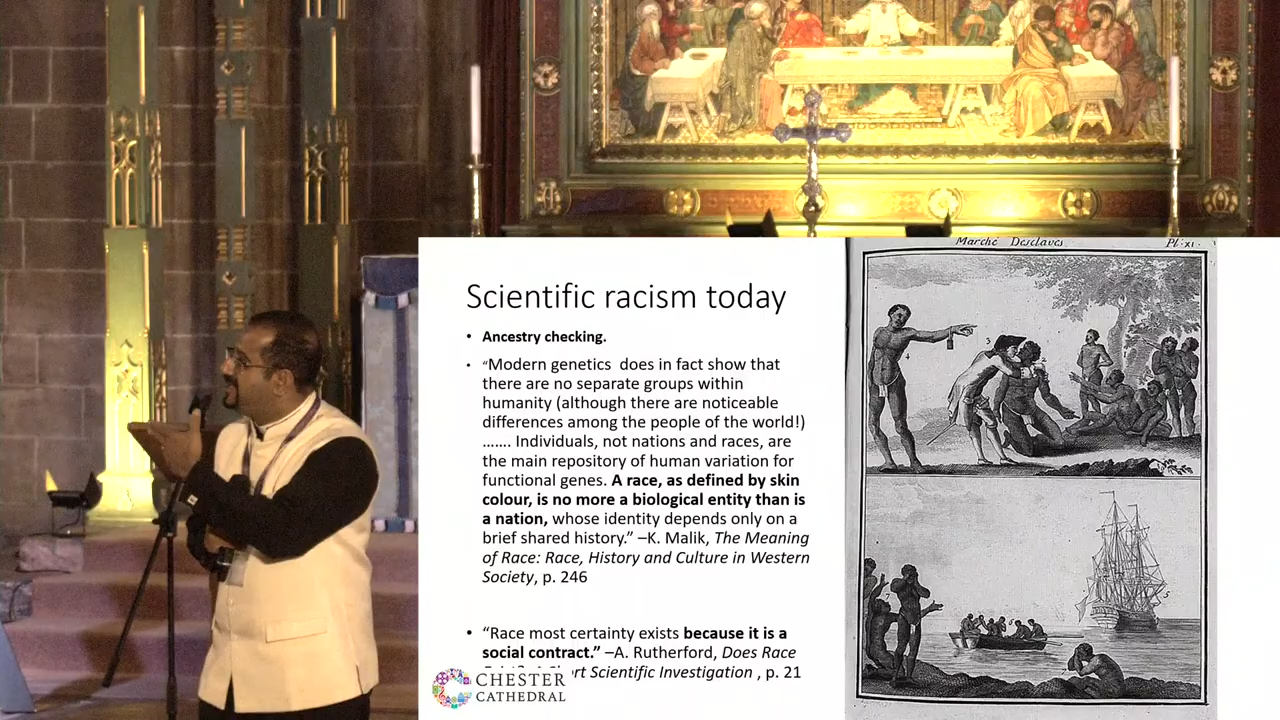 Scientific racism today
• Ancestry checking.
• “Modern genetics does in fact show that
there are no separate groups within
humanity (although there are noticeable
differences among the people of the world!)
....... Individuals, not nations and races, are
the main repository of human variation for
functional genes. A race, as defined by skin
colour, is no more a biological entity than is
a nation, whose identity depends only on a
brief shared history.” –K. Malik, The Meaning
of Race: Race, History and Culture in Western
Society, p. 246
• “Race most certainty exists because it is a
social contract.” –A. Rutherford, Does Race
rt Scientific Investigation , p. 21
CHESTER
CATHEDRAL
Marché Desclaves. Pl. XI.
4
3
7
5